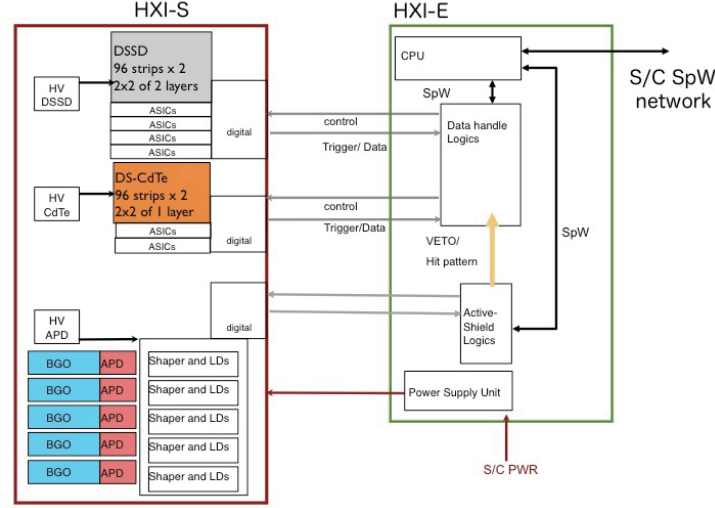 HXI-S
HXI-E
DSSD
96 strips x 2
2x2 of 2 layers
HV
DSSD
ASICs
ASICs
ASICs
ASICs
digital
DS-CdTe
96 strips x 2
2x2 of 1 layer
HV
CdTe
ASICs
ASICs
digital
HV
APD
digital
BGO
APD
Shaper and LDs
BGO
APD
Shaper and LDs
BGO
APD
Shaper and LDs
BGO
APD
Shaper and LDs
BGO
APD
Shaper and LDs
control
Trigger/ Data
control
Trigger/Data
CPU
SpW
Data handle
Logics
VETO/
Hit pattern
SpW
Active-
Shield
Logics
Power Supply Unit
S/C PWR
S/C SpW
network